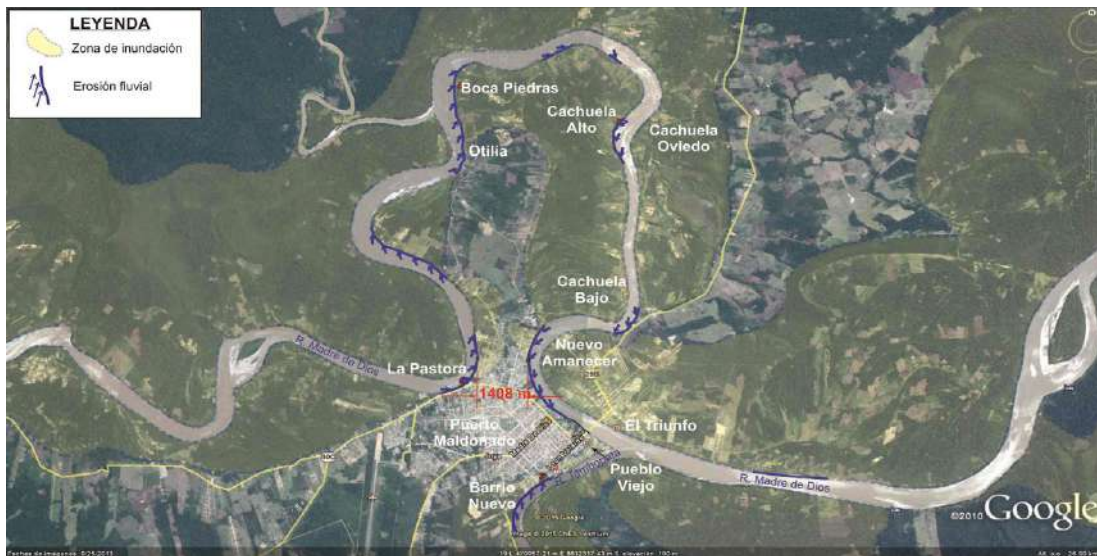 LEYENDA
Zona de inundación
Erosión fluvial
Boca Piedras
Cachuela
Alto
Cachuela
Oviedo
Otilia
Cachuela
Bajo
R. Madre de Dios
La Pastora
Nuevo
Amanecer
1408 m
Puerto
Maldonado
El Triunfo
Pueblo
Viejo
R. Madre de Dios
Barrio
Nuevo
©2010 Google